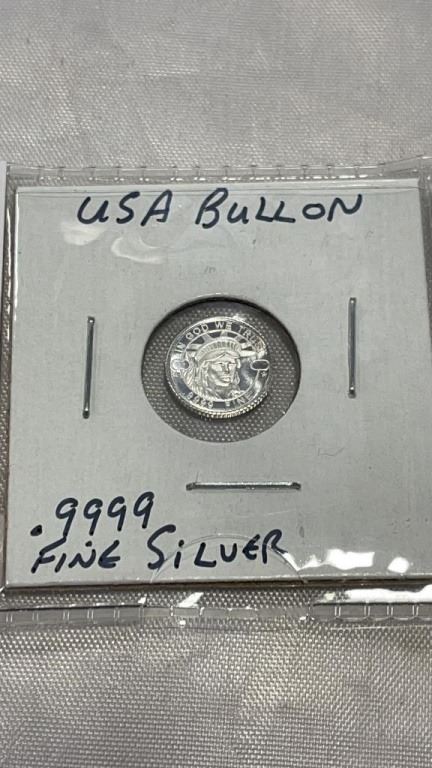 USA BULLON
IN GOD WE TRUST
.9999
FINE SILVER